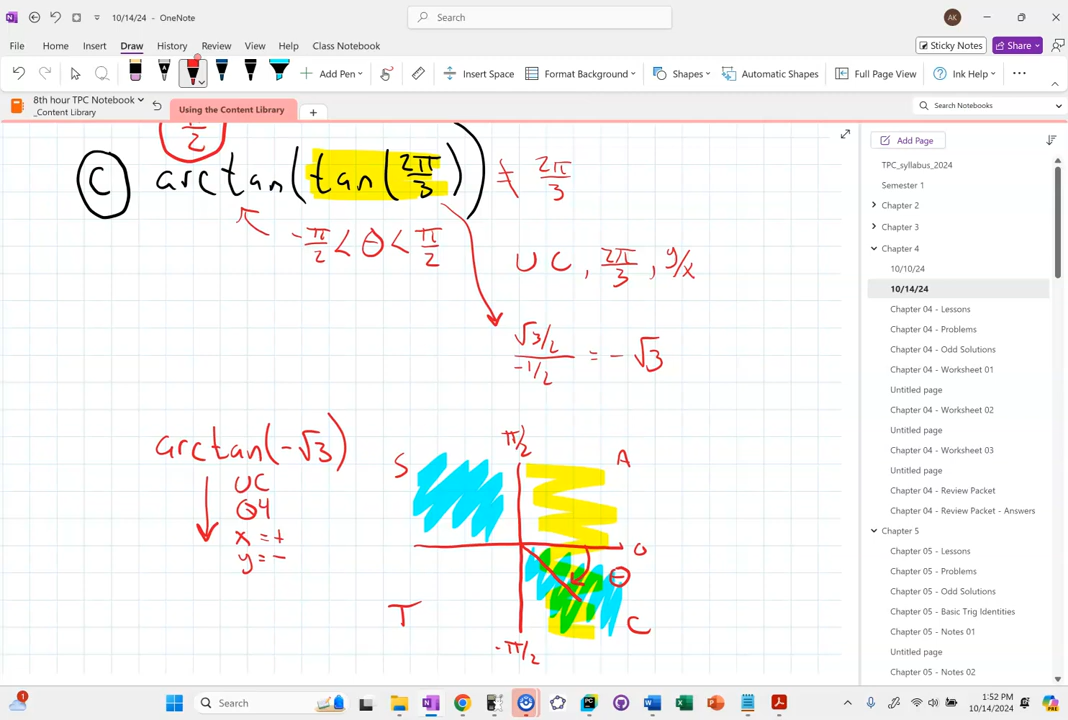 10/14/24 - OneNote
Search
AK
File Home Insert Draw History Review View Help Class Notebook
Sticky Notes
Share
Add Pen
Insert Space
Format Background
Shapes
Automatic Shapes
Full Page View
Ink Help
8th hour TPC Notebook
_Content Library
Using the Content Library
Search Notebooks
Add Page
TPC_syllabus_2024
Semester 1
Chapter 2
Chapter 3
Chapter 4
10/10/24
10/14/24
Chapter 04 - Lessons
Chapter 04 - Problems
Chapter 04 - Odd Solutions
Chapter 04 - Worksheet 01
Untitled page
Chapter 04 - Worksheet 02
Untitled page
Chapter 04 - Worksheet 03
Untitled page
Chapter 04 - Review Packet
Chapter 04 - Review Packet - Answers
Chapter 5
Chapter 05 - Lessons
Chapter 05 - Problems
Chapter 05 - Odd Solutions
Chapter 05 - Basic Trig Identities
Chapter 05 - Notes 01
Untitled page
Chapter 05 - Notes 02
2
C arctan(tan(2π/3)) ≠ 2π/3
-π/2 < θ < π/2
UC, 2π/3, y/x
√3/2 / -1/2 = -√3
arctan(-√3)
UC
Q4
x = +
y = -
π/2
S
A
0
θ
T
C
-π/2
1
Search
1:52 PM
10/14/2024